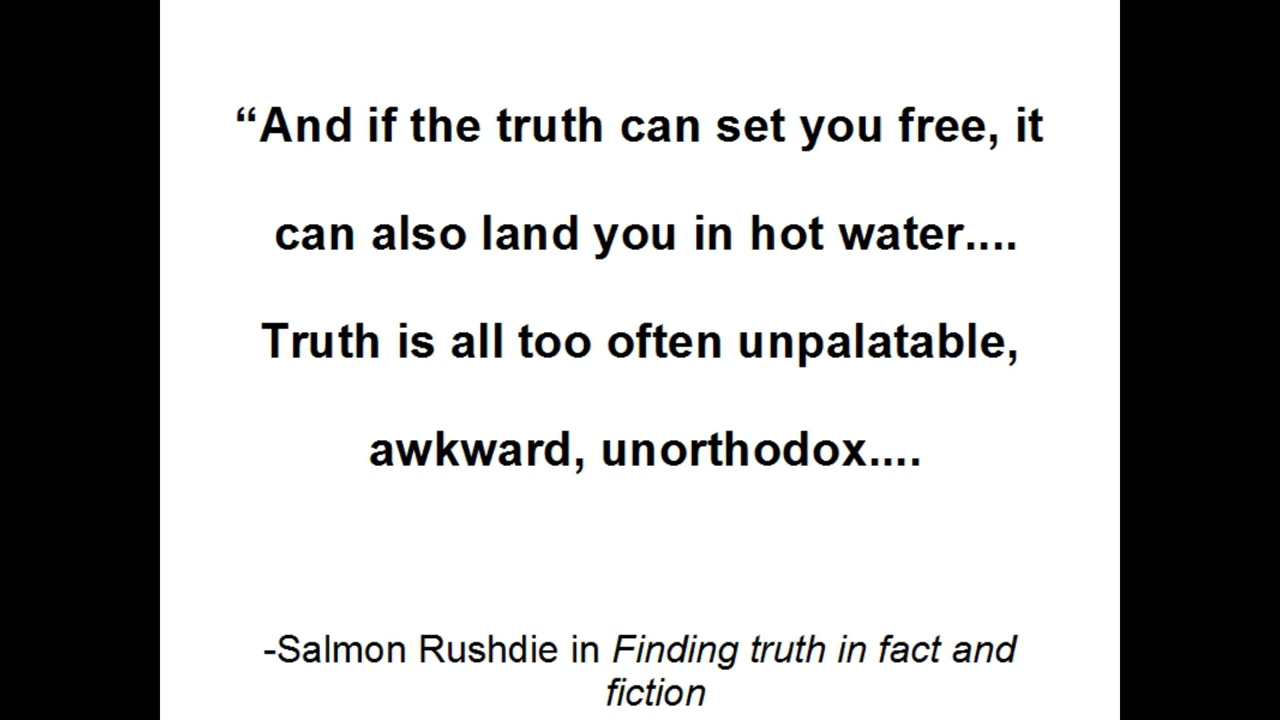 “And if the truth can set you free, it
can also land you in hot water....
Truth is all too often unpalatable,
awkward, unorthodox....
-Salmon Rushdie in Finding truth in fact and
fiction